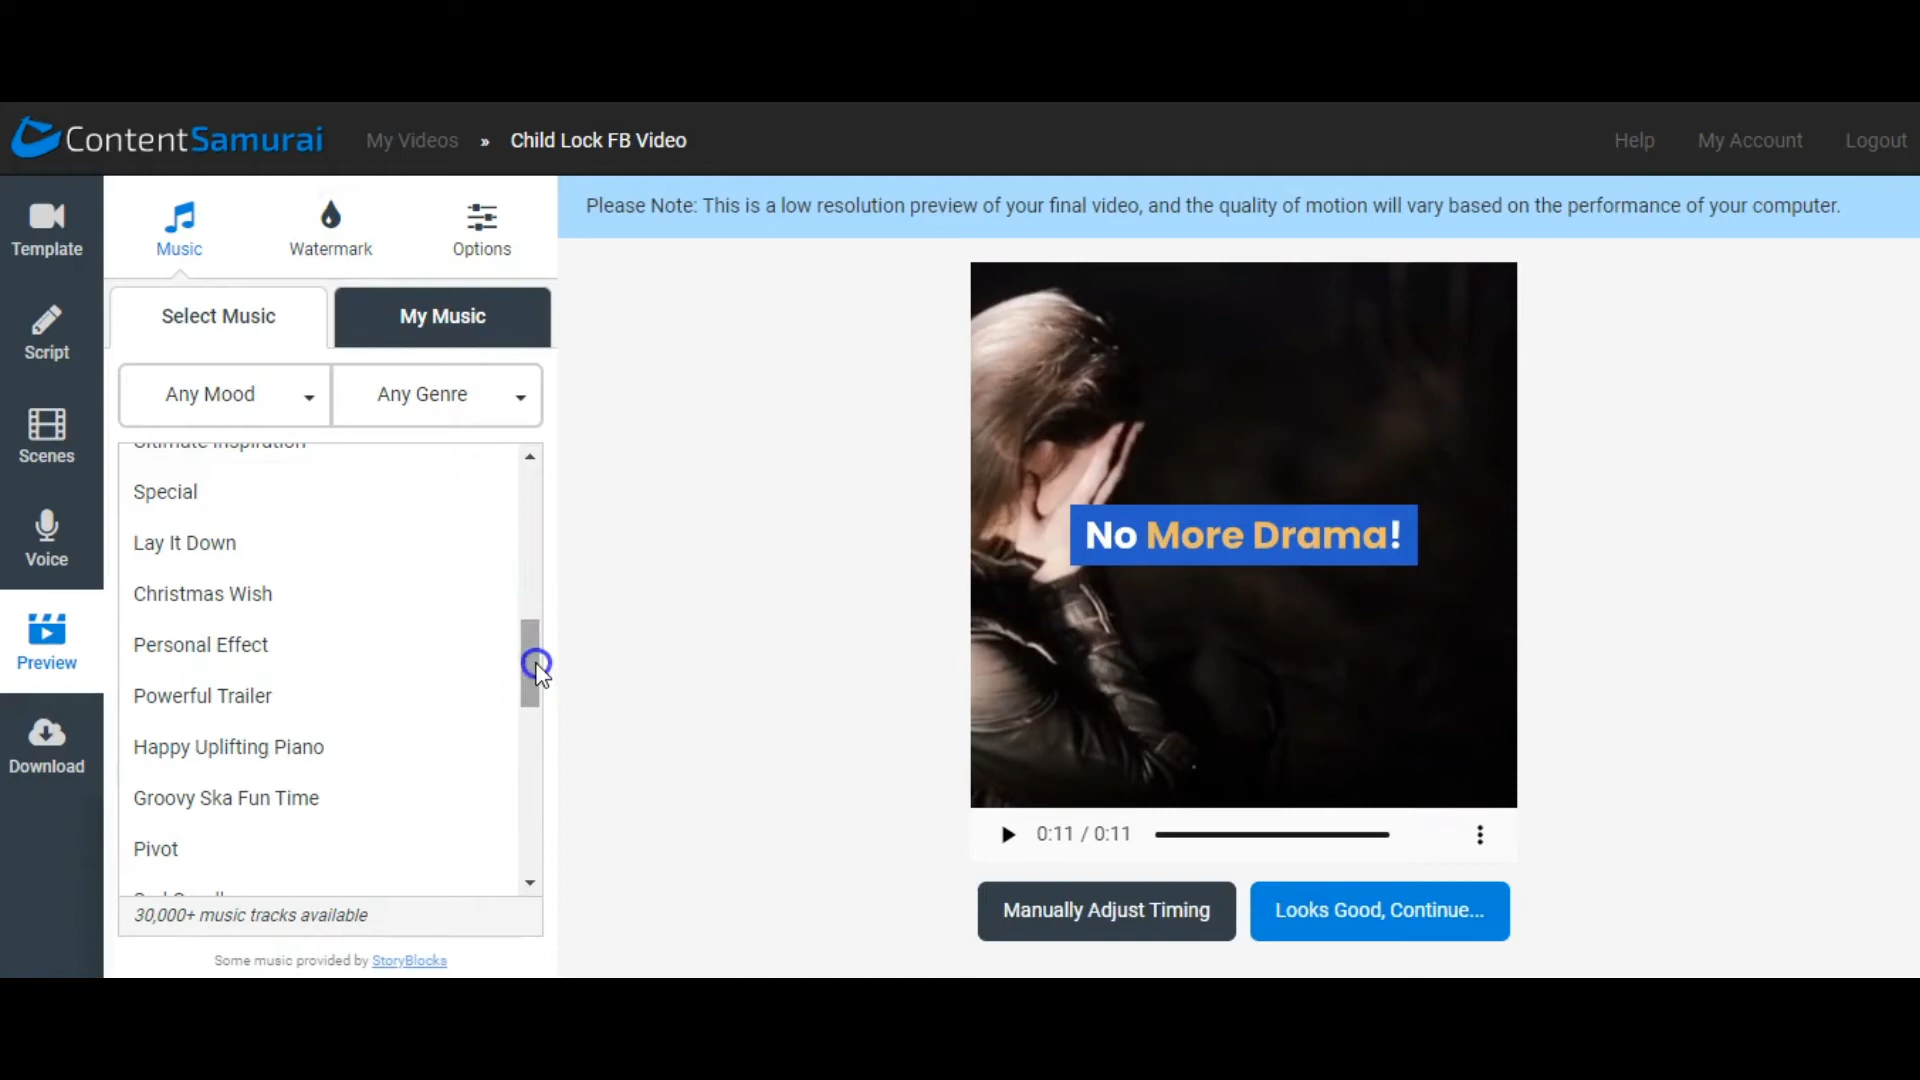 ContentSamurai
My Videos » Child Lock FB Video
Help
My Account
Logout
Template
Script
Scenes
Voice
Preview
Download
Music
Watermark
Options
Please Note: This is a low resolution preview of your final video, and the quality of motion will vary based on the performance of your computer.
Select Music
My Music
Any Mood
Any Genre
Ultimate Inspiration
Special
Lay It Down
Christmas Wish
Personal Effect
Powerful Trailer
Happy Uplifting Piano
Groovy Ska Fun Time
Pivot
30,000+ music tracks available
Some music provided by StoryBlocks
No More Drama!
0:11 / 0:11
Manually Adjust Timing
Looks Good, Continue...